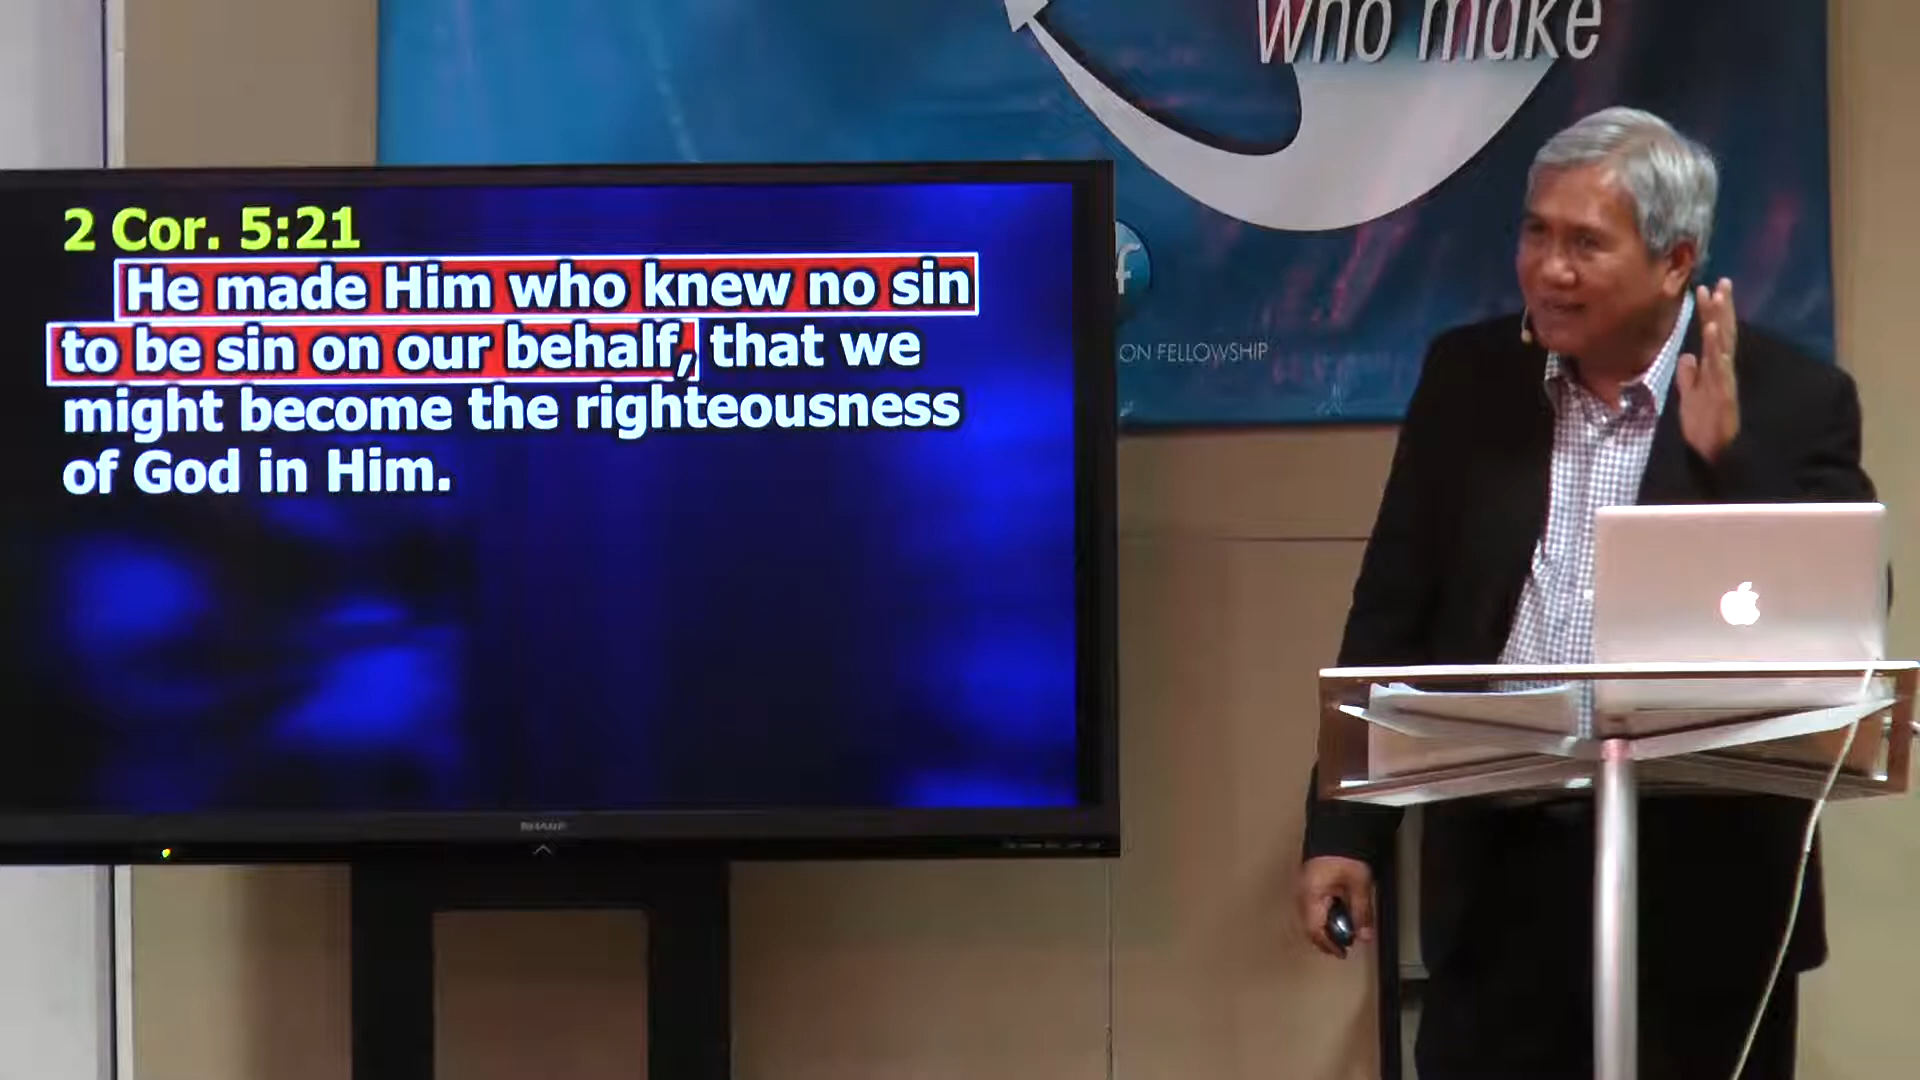 who make
2 Cor. 5:21
He made Him who knew no sin
to be sin on our behalf, that we
might become the righteousness
of God in Him.
f
ON FELLOWSHIP
SHARP